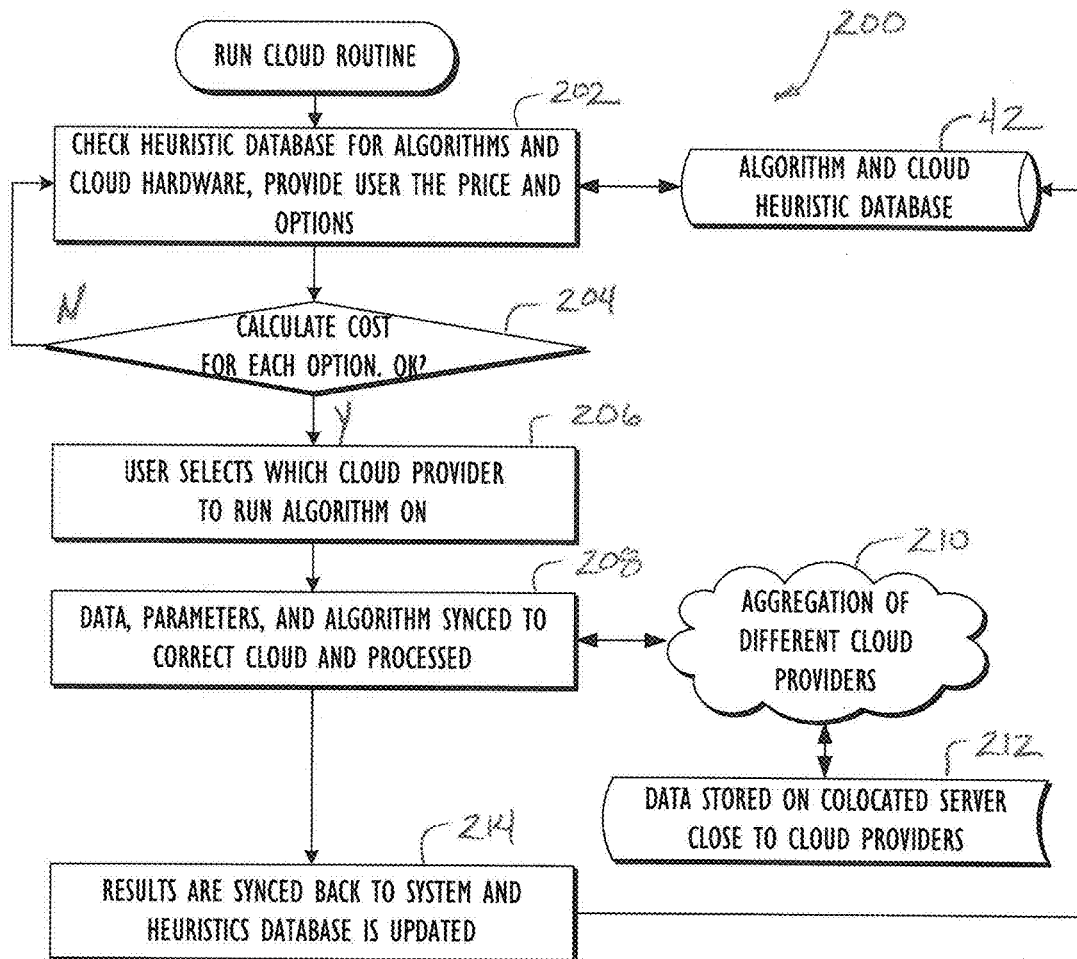 RUN CLOUD ROUTINE
200
202
CHECK HEURISTIC DATABASE FOR ALGORITHMS AND
CLOUD HARDWARE, PROVIDE USER THE PRICE AND
OPTIONS
42
ALGORITHM AND CLOUD
HEURISTIC DATABASE
N
204
CALCULATE COST
FOR EACH OPTION. OK?
Y
206
USER SELECTS WHICH CLOUD PROVIDER
TO RUN ALGORITHM ON
208
DATA, PARAMETERS, AND ALGORITHM SYNCED TO
CORRECT CLOUD AND PROCESSED
210
AGGREGATION OF
DIFFERENT CLOUD
PROVIDERS
212
DATA STORED ON COLOCATED SERVER
CLOSE TO CLOUD PROVIDERS
214
RESULTS ARE SYNCED BACK TO SYSTEM AND
HEURISTICS DATABASE IS UPDATED